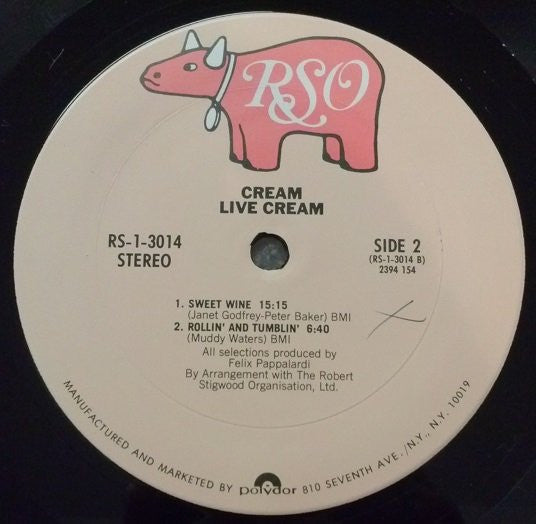 RSO
CREAM
LIVE CREAM
RS-1-3014
STEREO
SIDE 2
(RS-1-3014 B)
2394 154
1. SWEET WINE 15:15
(Janet Godfrey-Peter Baker) BMI
2. ROLLIN' AND TUMBLIN' 6:40
(Muddy Waters) BMI
All selections produced by
Felix Pappalardi
By Arrangement with The Robert
Stigwood Organisation, Ltd.
MANUFACTURED AND MARKETED BY polydor 810 SEVENTH AVE./N.Y., N.Y. 10019